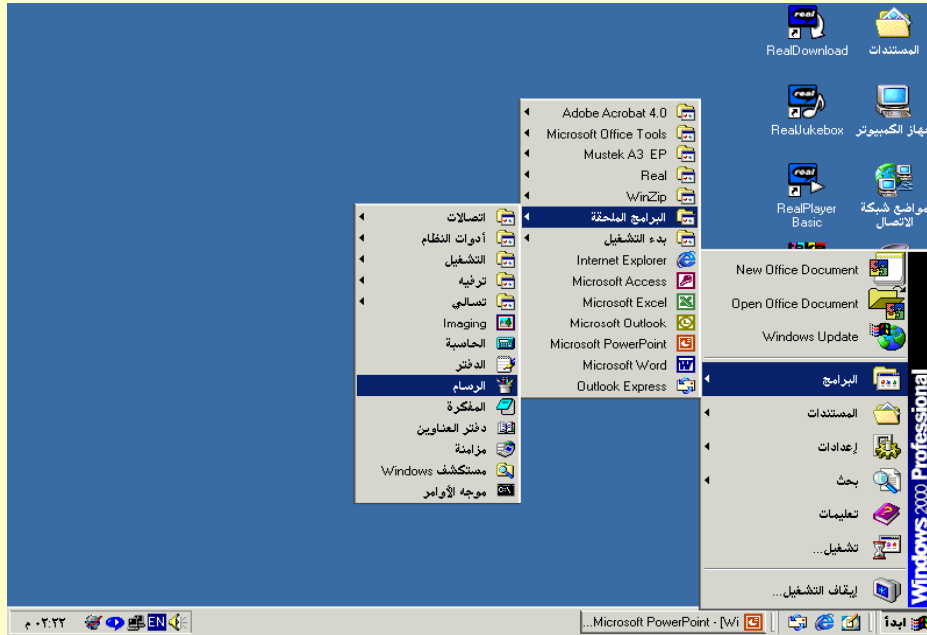 real
RealDownload
المستندات
real
RealJukebox
جهاز الكمبيوتر
real
RealPlayer
Basic
مواضع شبكة
الاتصال
Adobe Acrobat 4.0
Microsoft Office Tools
Mustek A3 EP
Real
WinZip
البرامج الملحقة
بدء التشغيل
Internet Explorer
Microsoft Access
Microsoft Excel
Microsoft Outlook
Microsoft PowerPoint
Microsoft Word
Outlook Express
اتصالات
أدوات النظام
التشغيل
ترفيه
تسالي
Imaging
الحاسبة
الدفتر
الرسام
المفكرة
دفتر العناوين
مزامنة
مستكشف Windows
موجه الأوامر
New Office Document
Open Office Document
Windows Update
البرامج
المستندات
إعدادات
بحث
تعليمات
تشغيل...
إيقاف التشغيل...
Windows 2000 Professional
ابدأ
...Microsoft PowerPoint - [Wi
EN
٠٢:٢٢ م